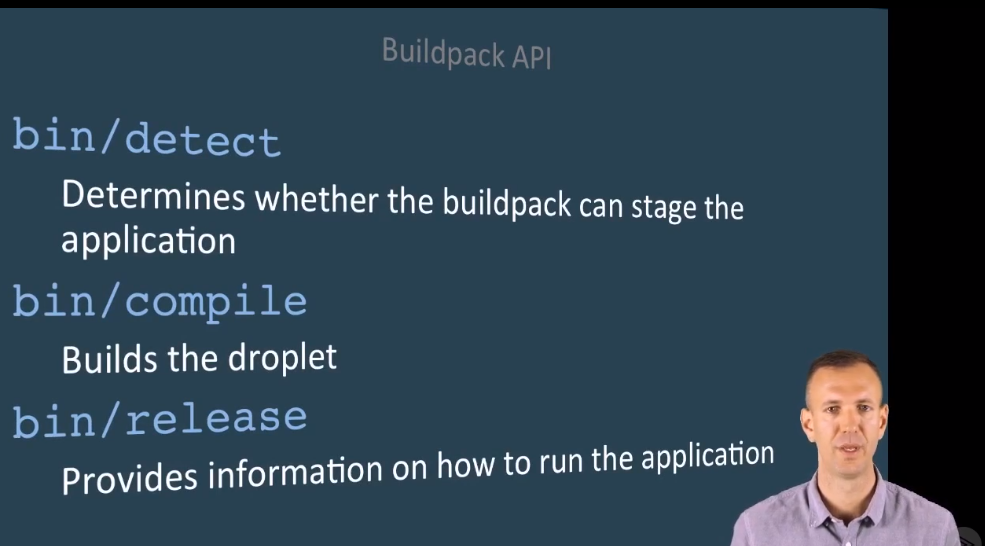 Buildpack API
bin/detect
Determines whether the buildpack can stage the
application
bin/compile
Builds the droplet
bin/release
Provides information on how to run the application